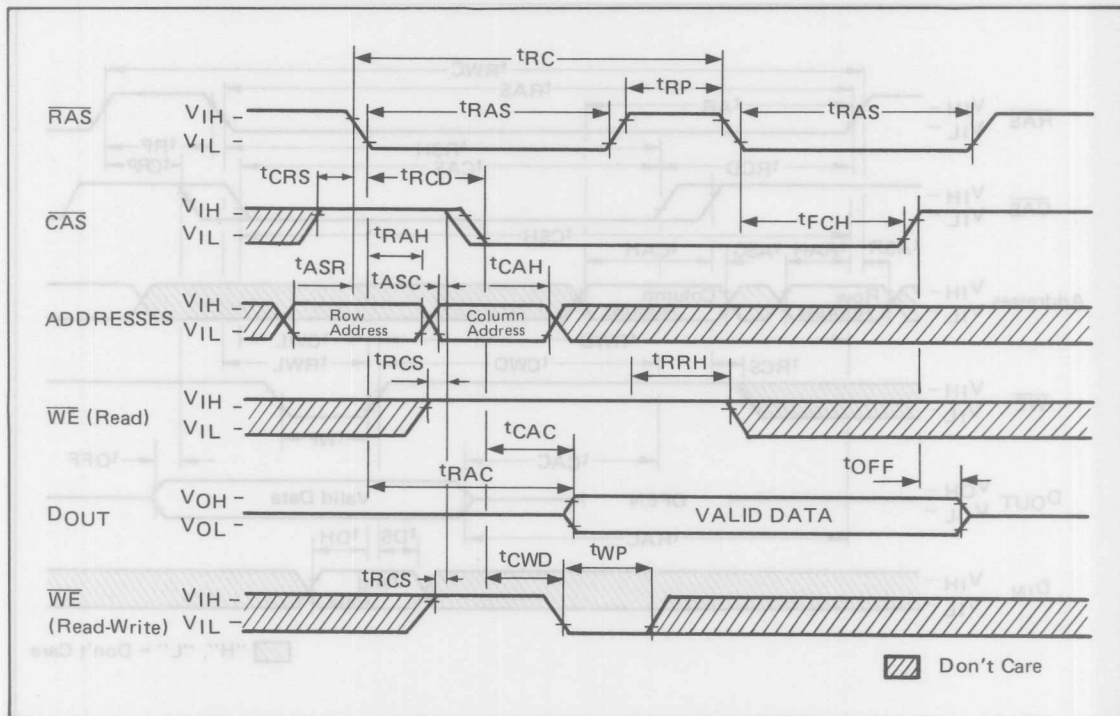 tRC
tRP
RAS VIH VIL tRAS tRAS
tCRS tRCD
CAS VIH VIL tFCH
tRAH
tASR tASC tCAH
ADDRESSES VIH VIL Row Address Column Address
tRCS tRRH
WE (Read) VIH VIL
tCAC
tRAC tOFF
DOUT VOH VOL VALID DATA
tCWD tWP
tRCS
WE (Read-Write) VIH VIL
Don't Care